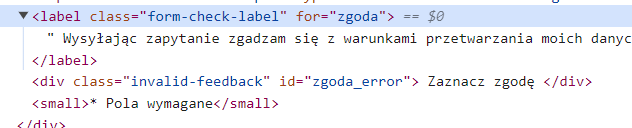 ▼<label class="form-check-label" for="zgoda"> == $0
" Wysyłając zapytanie zgadzam się z warunkami przetwarzania moich danyc
</label>
<div class="invalid-feedback" id="zgoda_error"> Zaznacz zgodę </div>
<small>* Pola wymagane</small>
</div>